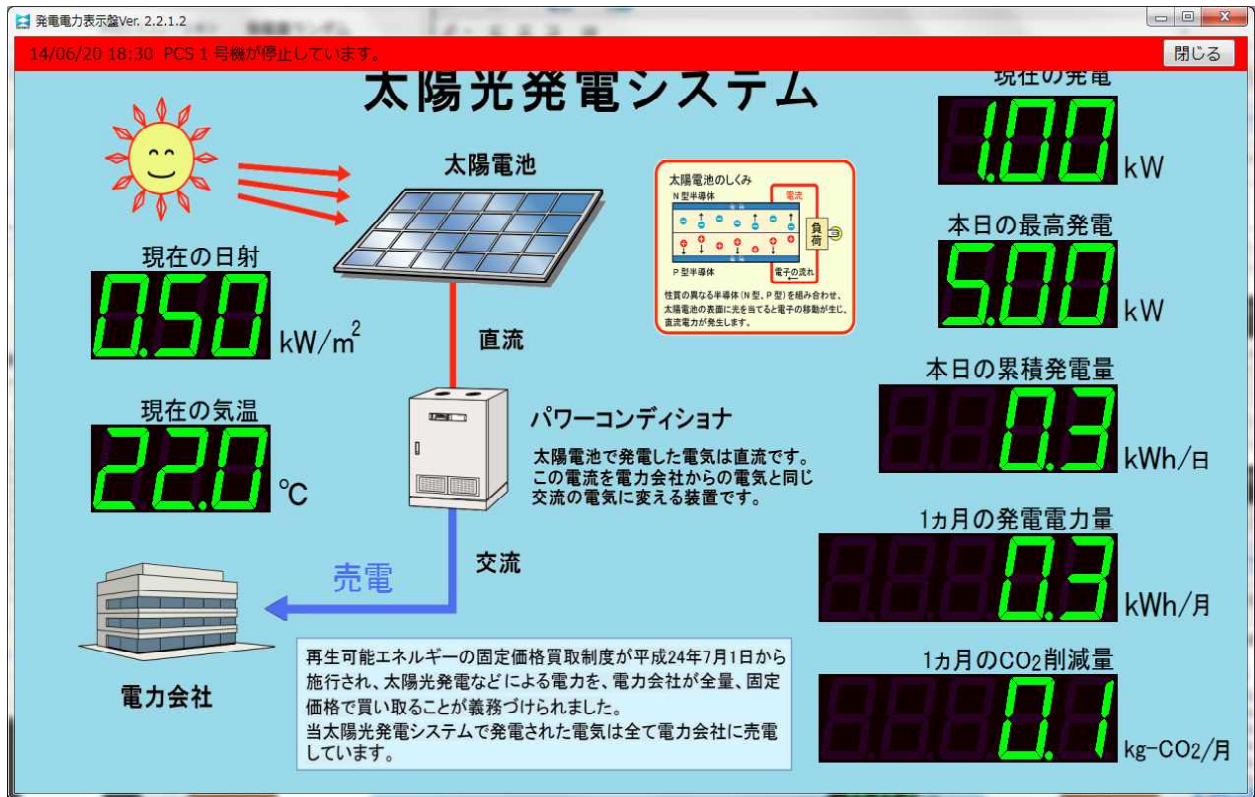 発電電力表示盤Ver. 2.2.1.2
14/06/20 18:30 PCS 1 号機が停止しています。
閉じる
太陽光発電システム
現在の発電
1.00
kW
太陽電池
太陽電池のしくみ
N型半導体
電流
負荷
P型半導体
電子の流れ
性質の異なる半導体(N型、P型)を組み合わせ、
太陽電池の表面に光を当てると電子の移動が生じ、
直流電力が発生します。
本日の最高発電
5.00
kW
現在の日射
0.50
kW/m2
直流
本日の累積発電量
0.3
kWh/日
現在の気温
22.0
℃
パワーコンディショナ
太陽電池で発電した電気は直流です。
この電流を電力会社からの電気と同じ
交流の電気に変える装置です。
1ヵ月の発電電力量
0.3
kWh/月
交流
売電
電力会社
再生可能エネルギーの固定価格買取制度が平成24年7月1日から
施行され、太陽光発電などによる電力を、電力会社が全量、固定
価格で買い取ることが義務づけられました。
当太陽光発電システムで発電された電気は全て電力会社に売電
しています。
1ヵ月のCO2削減量
0.1
kg-CO2/月